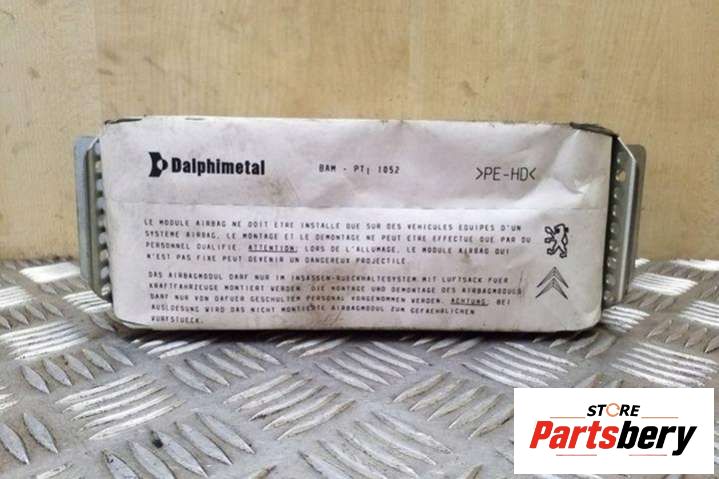 Dalphimetal
BAM - PT1 1052
>PE-HD<
LE MODULE AIRBAG NE DOIT ETRE INSTALLE QUE SUR DES VEHICULES EQUIPES D'UN
SYSTEME AIRBAG, LE MONTAGE ET LE DEMONTAGE NE PEUT ETRE EFFECTUE QUE PAR DU
PERSONNEL QUALIFIE. ATTENTION: LORS DE L'ALLUMAGE, LE MODULE AIRBAG QUI
N'EST PAS FIXE PEUT DEVENIR UN DANGEREUX PROJECTILE.
DAS AIRBAGMODUL DARF NUR IM INSASSEN-RUECKHALTESYSTEM MIT LUFTSACK FUER
KRAFTFAHRZEUGE MONTIERT WERDEN. DIE MONTAGE UND DEMONTAGE DES AIRBAGMODULS
DARF NUR VON DAFUER GESCHULTEM PERSONAL VORGENOMMEN WERDEN. ACHTUNG, BEI
AUSLOESUNG WIRD DAS NICHT MONTIERTE AIRBAGMODUL ZUM GEFAEHRLICHEN
WURFSTUECK.
STORE
Partsbery